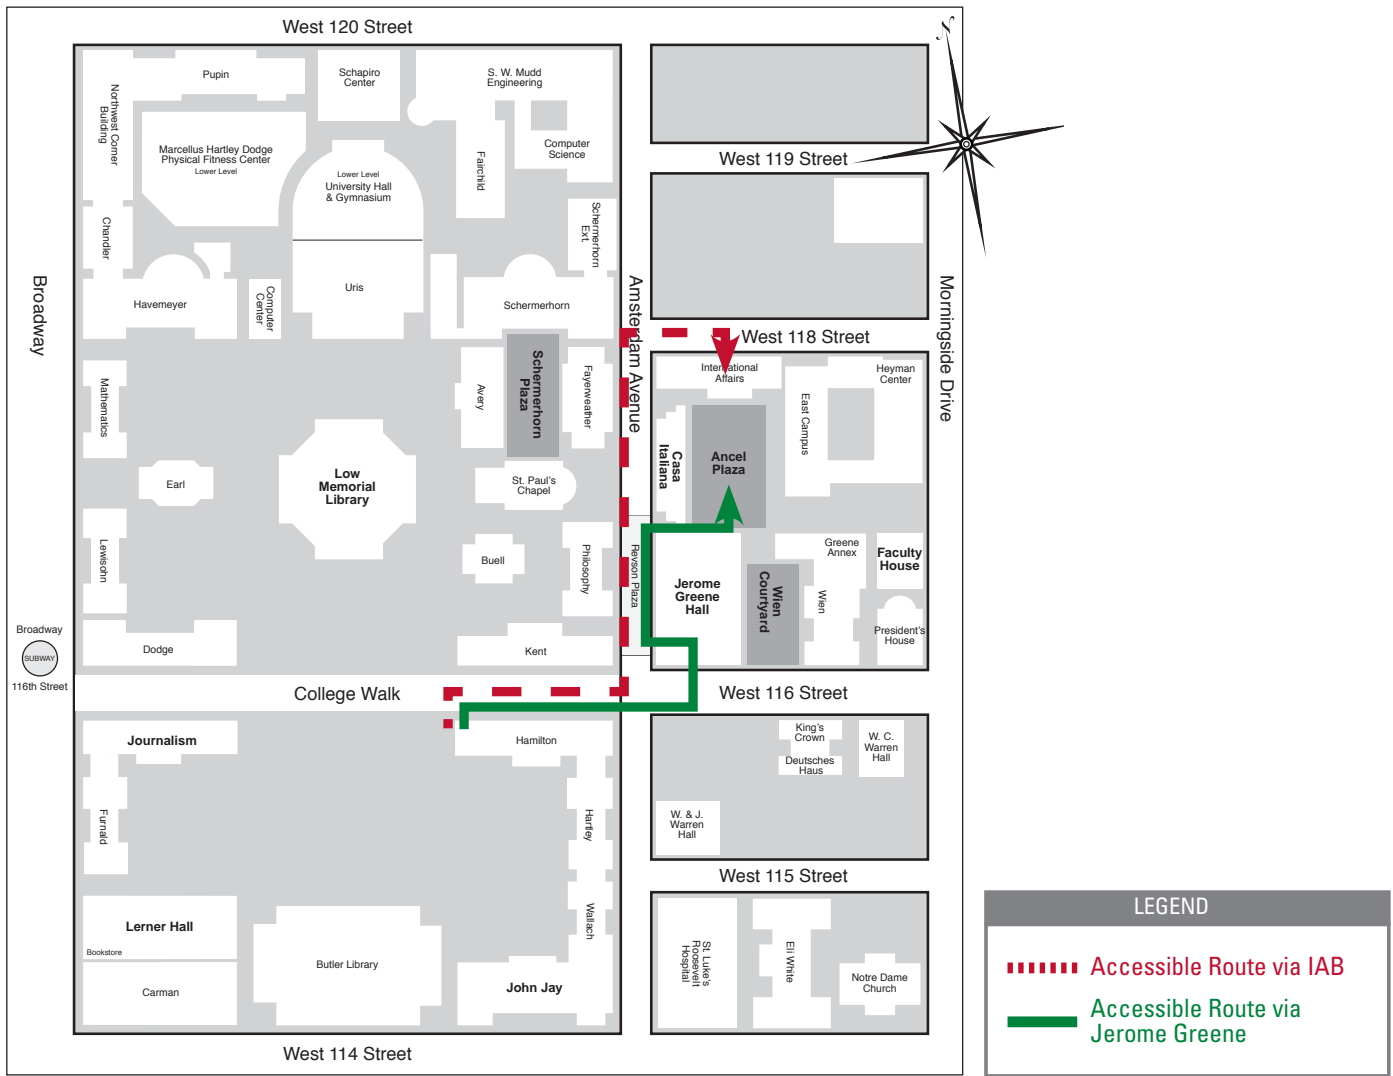 West 120 Street
N
Pupin
Schapiro
Center
S. W. Mudd
Engineering
Northwest Corner
Building
Marcellus Hartley Dodge
Physical Fitness Center
Lower Level
Lower Level
University Hall
& Gymnasium
Fairchild
Computer
Science
West 119 Street
Chandler
Schermerhorn
Ext.
Broadway
Havemeyer
Computer
Center
Uris
Schermerhorn
Amsterdam Avenue
Morningside Drive
West 118 Street
Mathematics
Avery
Schermerhorn
Plaza
Fayerweather
International
Affairs
Heyman
Center
East Campus
Casa
Italiana
Ancel
Plaza
Earl
Low
Memorial
Library
St. Paul's
Chapel
Lewisohn
Buell
Philosophy
Revson Plaza
Jerome
Greene
Hall
Wien
Courtyard
Greene
Annex
Wien
Faculty
House
President's
House
Broadway
SUBWAY
116th Street
Dodge
Kent
College Walk
West 116 Street
Journalism
Hamilton
King's
Crown
Deutsches
Haus
W. C.
Warren
Hall
Furnald
Hartley
W. & J.
Warren
Hall
West 115 Street
Lerner Hall
Bookstore
Carman
Butler Library
Wallach
John Jay
St. Luke's
Roosevelt
Hospital
Eli White
Notre Dame
Church
West 114 Street
LEGEND
Accessible Route via IAB
Accessible Route via
Jerome Greene